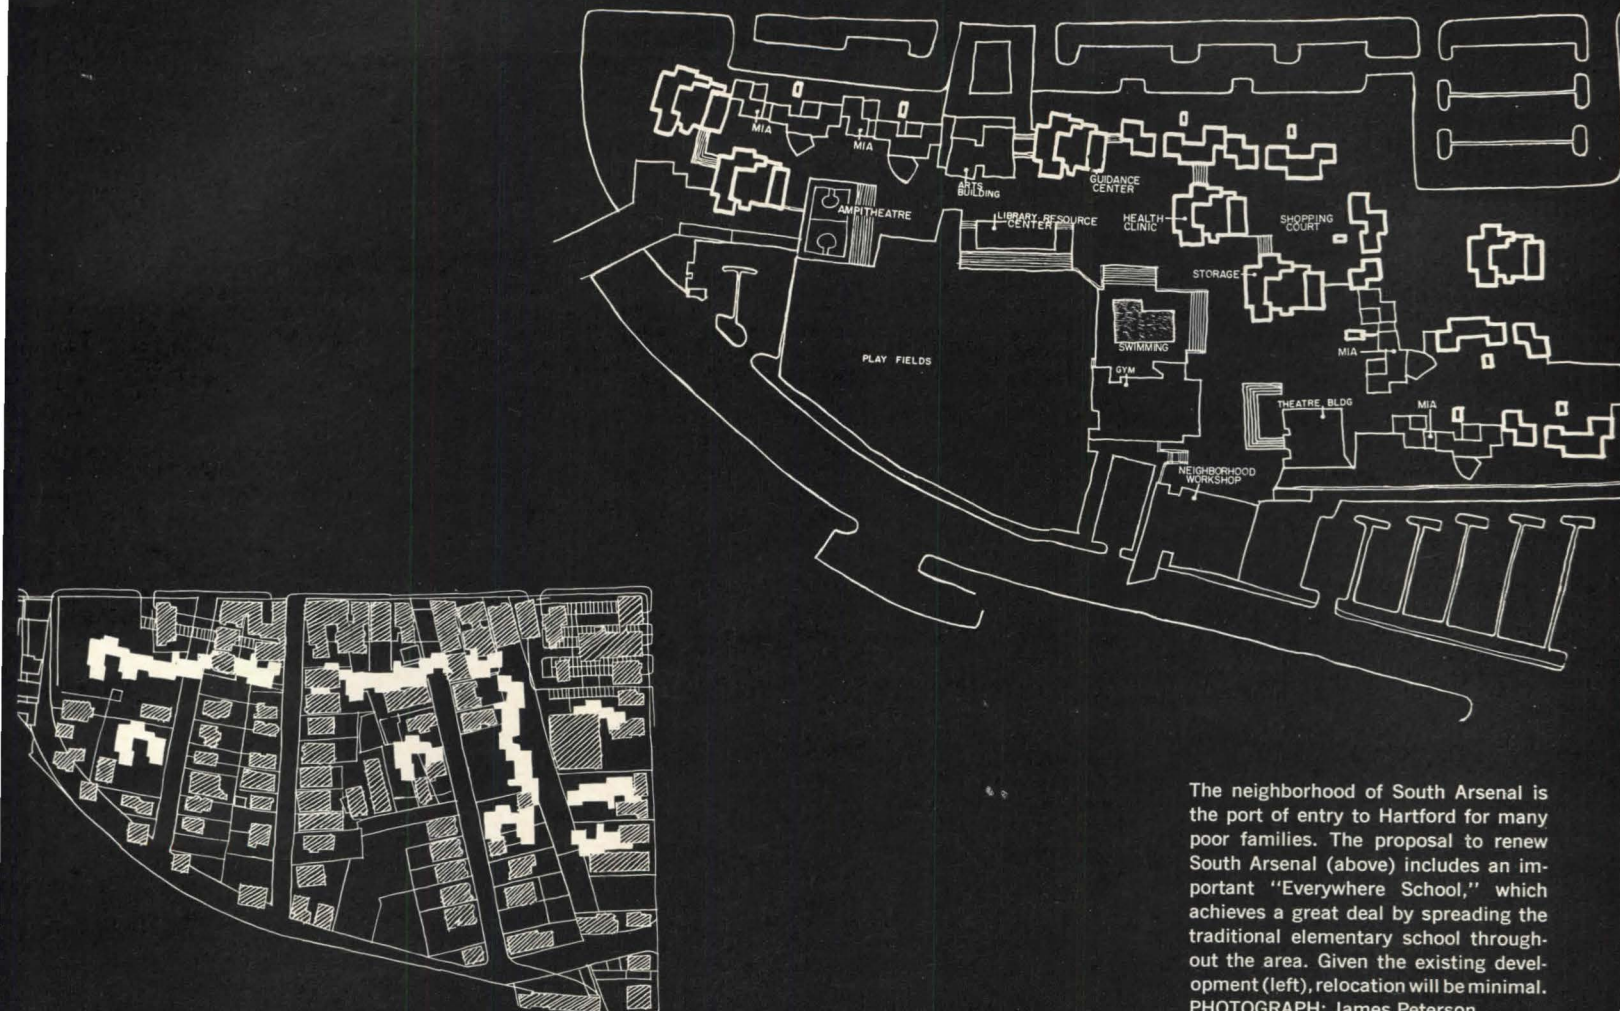 MIA
MIA
ARTS
BUILDING
GUIDANCE
CENTER
AMPITHEATRE
LIBRARY, RESOURCE
CENTER
HEALTH
CLINIC
SHOPPING
COURT
STORAGE
SWIMMING
MIA
PLAY FIELDS
GYM
THEATRE, BLDG
MIA
NEIGHBORHOOD
WORKSHOP
The neighborhood of South Arsenal is
the port of entry to Hartford for many
poor families. The proposal to renew
South Arsenal (above) includes an im-
portant "Everywhere School," which
achieves a great deal by spreading the
traditional elementary school through-
out the area. Given the existing devel-
opment (left), relocation will be minimal.
PHOTOGRAPH: James Peterson